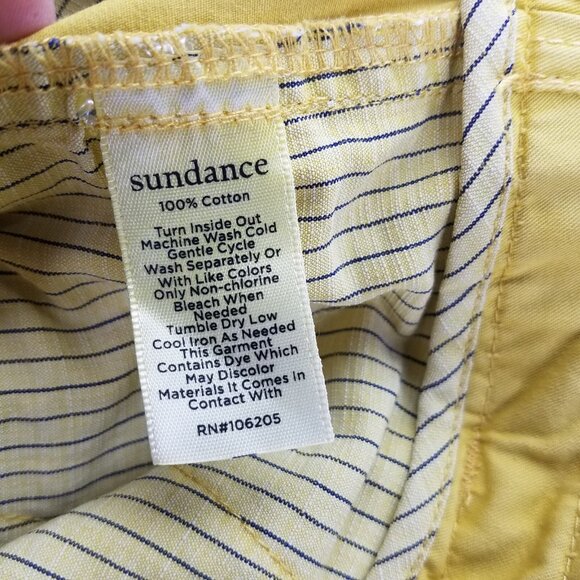 sundance
100% Cotton
Turn Inside Out
Machine Wash Cold
Gentle Cycle
Wash Separately Or
With Like Colors
Only Non-chlorine
Bleach When
Needed
Tumble Dry Low
Cool Iron As Needed
This Garment
Contains Dye Which
May Discolor
Materials It Comes In
Contact With
RN#106205